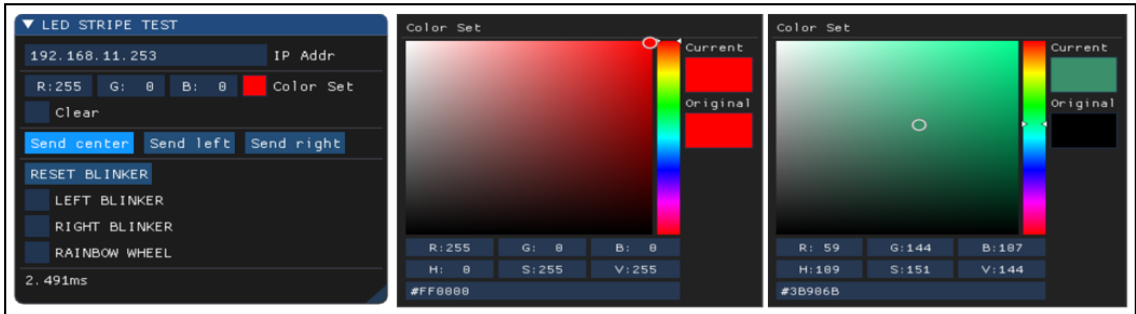 LED STRIPE TEST
192.168.11.253 IP Addr
R:255 G: 0 B: 0 Color Set
Clear
Send center Send left Send right
RESET BLINKER
LEFT BLINKER
RIGHT BLINKER
RAINBOW WHEEL
2.491ms
Color Set
Current
Original
R:255 G: 0 B: 0
H: 0 S:255 V:255
#FF0000
Color Set
Current
Original
R: 59 G:144 B:107
H:109 S:151 V:144
#3B906B